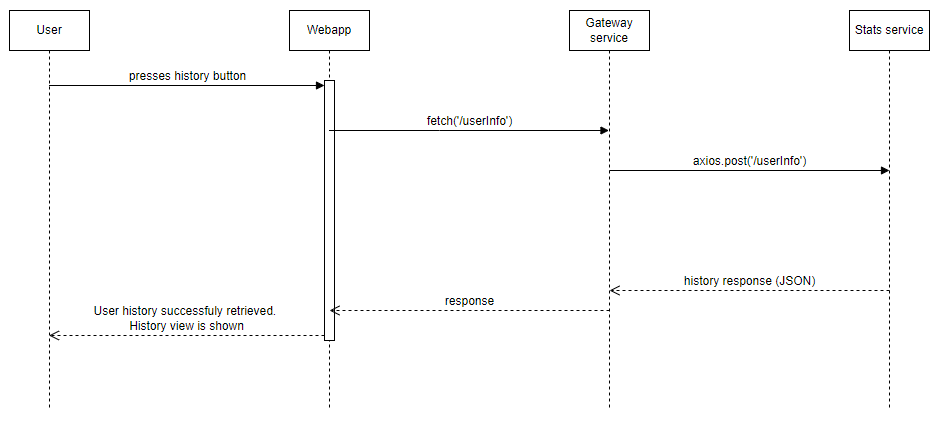 User
Webapp
Gateway
service
Stats service
presses history button
fetch('/userInfo')
axios.post('/userInfo')
history response (JSON)
response
User history successfuly retrieved.
History view is shown